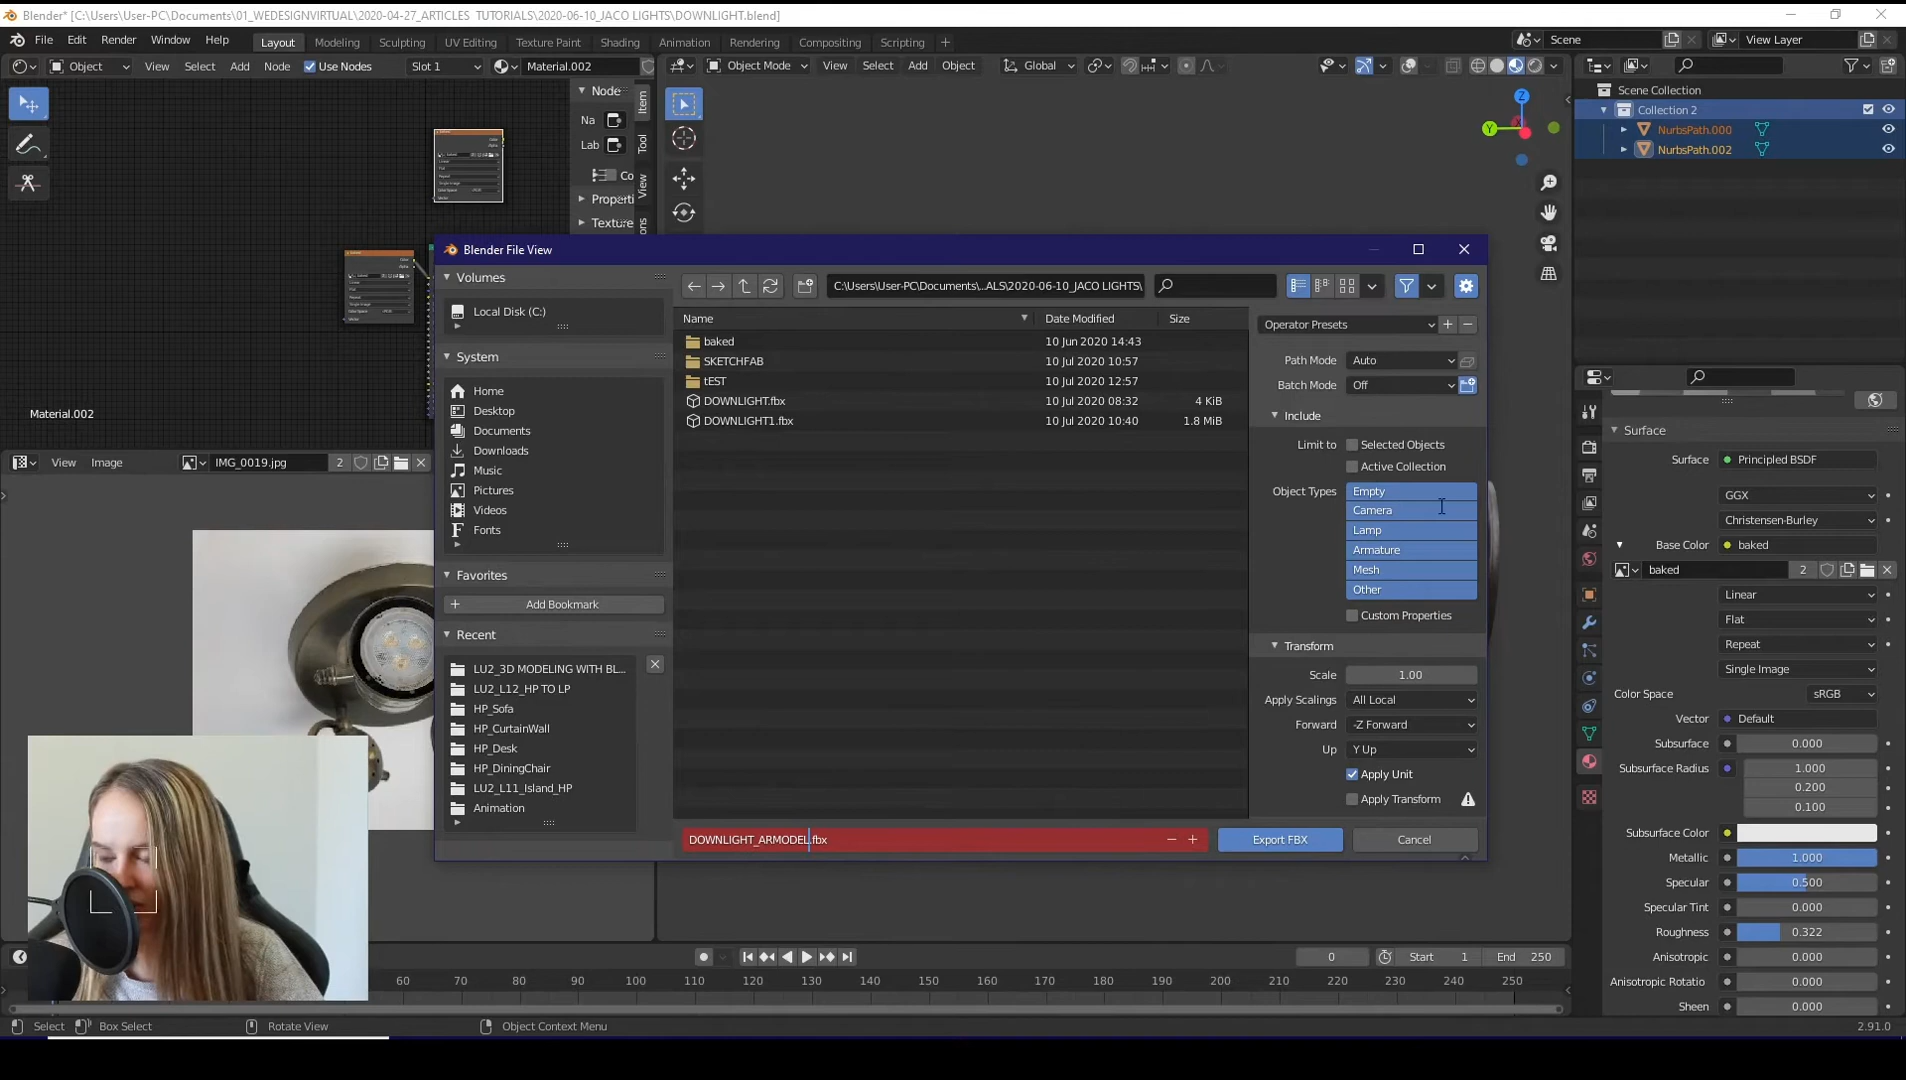 Blender* [C:\Users\User-PC\Documents\01_WEDESIGNVIRTUAL\2020-04-27_ARTICLES TUTORIALS\2020-06-10_JACO LIGHTS\DOWNLIGHT.blend]
File Edit Render Window Help Layout Modeling Sculpting UV Editing Texture Paint Shading Animation Rendering Compositing Scripting + Scene View Layer
Object View Select Add Node Use Nodes Slot 1 Material.002 Object Mode View Select Add Object Global
Scene Collection
Collection 2
NurbsPath.000
NurbsPath.002
Node
Na
Lab
Co
Properti
Texture
Item
Tool
View
Z
Y
Material.002
View Image IMG_0019.jpg 2
Blender File View
Volumes
Local Disk (C:)
System
Home
Desktop
Documents
Downloads
Music
Pictures
Videos
Fonts
Favorites
Add Bookmark
Recent
LU2_3D MODELING WITH BL...
LU2_L12_HP TO LP
HP_Sofa
HP_CurtainWall
HP_Desk
HP_DiningChair
LU2_L11_Island_HP
Animation
C:\Users\User-PC\Documents\...ALS\2020-06-10_JACO LIGHTS\
Name Date Modified Size
baked 10 Jun 2020 14:43
SKETCHFAB 10 Jul 2020 10:57
tEST 10 Jul 2020 12:57
DOWNLIGHT.fbx 10 Jul 2020 08:32 4 KiB
DOWNLIGHT1.fbx 10 Jul 2020 10:40 1.8 MiB
DOWNLIGHT_ARMODEL.fbx
Operator Presets
Path Mode Auto
Batch Mode Off
Include
Limit to Selected Objects
Active Collection
Object Types Empty
Camera
Lamp
Armature
Mesh
Other
Custom Properties
Transform
Scale 1.00
Apply Scalings All Local
Forward -Z Forward
Up Y Up
Apply Unit
Apply Transform
Export FBX Cancel
Surface
Surface Principled BSDF
GGX
Christensen-Burley
Base Color baked
baked 2
Linear
Flat
Repeat
Single Image
Color Space sRGB
Vector Default
Subsurface 0.000
Subsurface Radius 1.000
0.200
0.100
Subsurface Color
Metallic 1.000
Specular 0.500
Specular Tint 0.000
Roughness 0.322
Anisotropic 0.000
Anisotropic Rotatio 0.000
Sheen 0.000
0 Start 1 End 250
60 70 80 90 100 110 120 130 140 150 160 170 180 190 200 210 220 230 240 250
Select Box Select Rotate View Object Context Menu 2.91.0